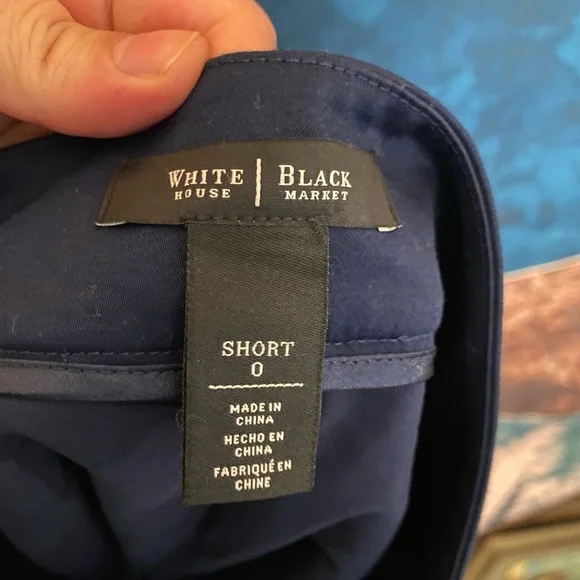 WHITE | BLACK
HOUSE | MARKET
SHORT
0
MADE IN
CHINA
HECHO EN
CHINA
FABRIQUÉ EN
CHINE